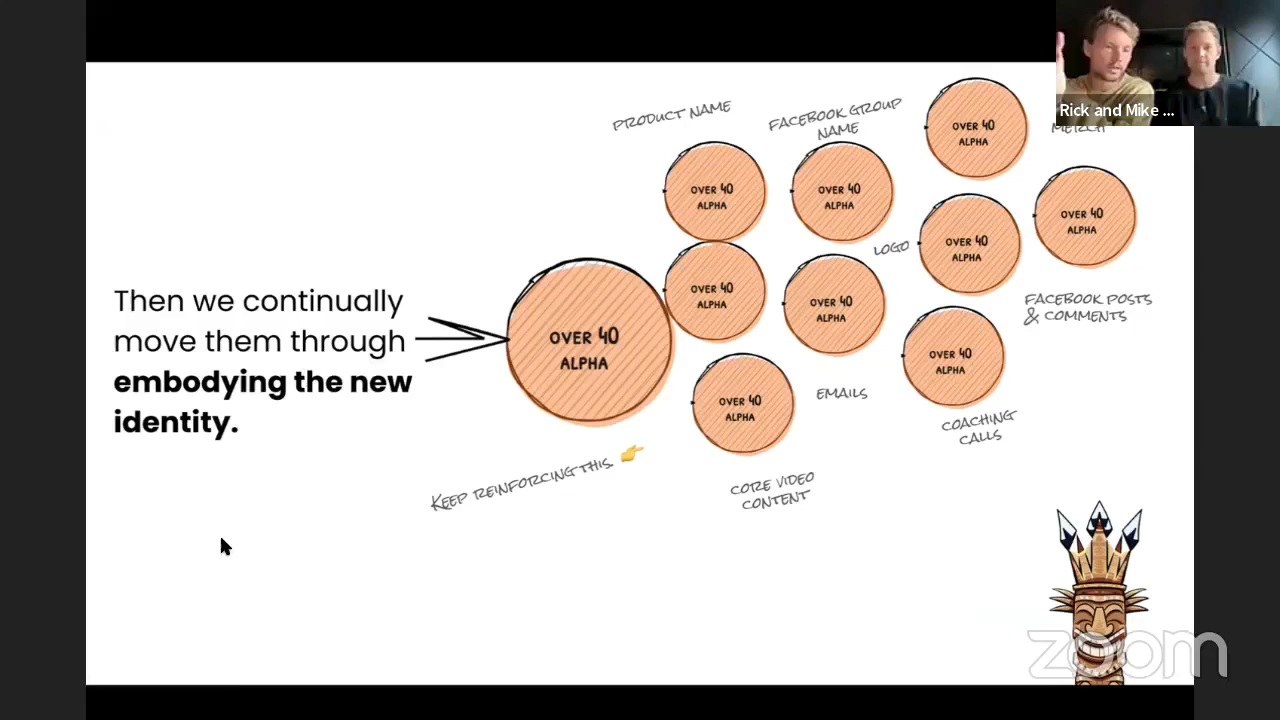 Rick and Mike ...
PRODUCT NAME
FACEBOOK GROUP
NAME
MERCH
OVER 40
ALPHA
OVER 40
ALPHA
OVER 40
ALPHA
OVER 40
ALPHA
LOGO
OVER 40
ALPHA
OVER 40
ALPHA
OVER 40
ALPHA
FACEBOOK POSTS
& COMMENTS
Then we continually
move them through
embodying the new
identity.
OVER 40
ALPHA
OVER 40
ALPHA
EMAILS
OVER 40
ALPHA
COACHING
CALLS
KEEP REINFORCING THIS. 👉
CORE VIDEO
CONTENT
zoom